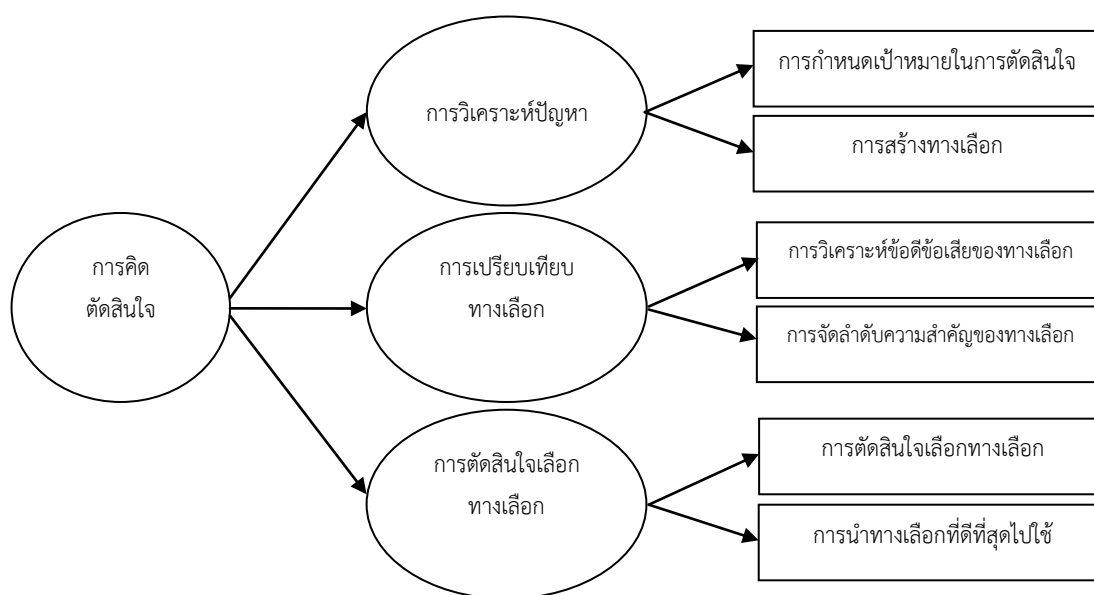 การคิด
ตัดสินใจ
การวิเคราะห์ปัญหา
การกำหนดเป้าหมายในการตัดสินใจ
การสร้างทางเลือก
การเปรียบเทียบ
ทางเลือก
การวิเคราะห์ข้อดีข้อเสียของทางเลือก
การจัดลำดับความสำคัญของทางเลือก
การตัดสินใจเลือก
ทางเลือก
การตัดสินใจเลือกทางเลือก
การนำทางเลือกที่ดีที่สุดไปใช้